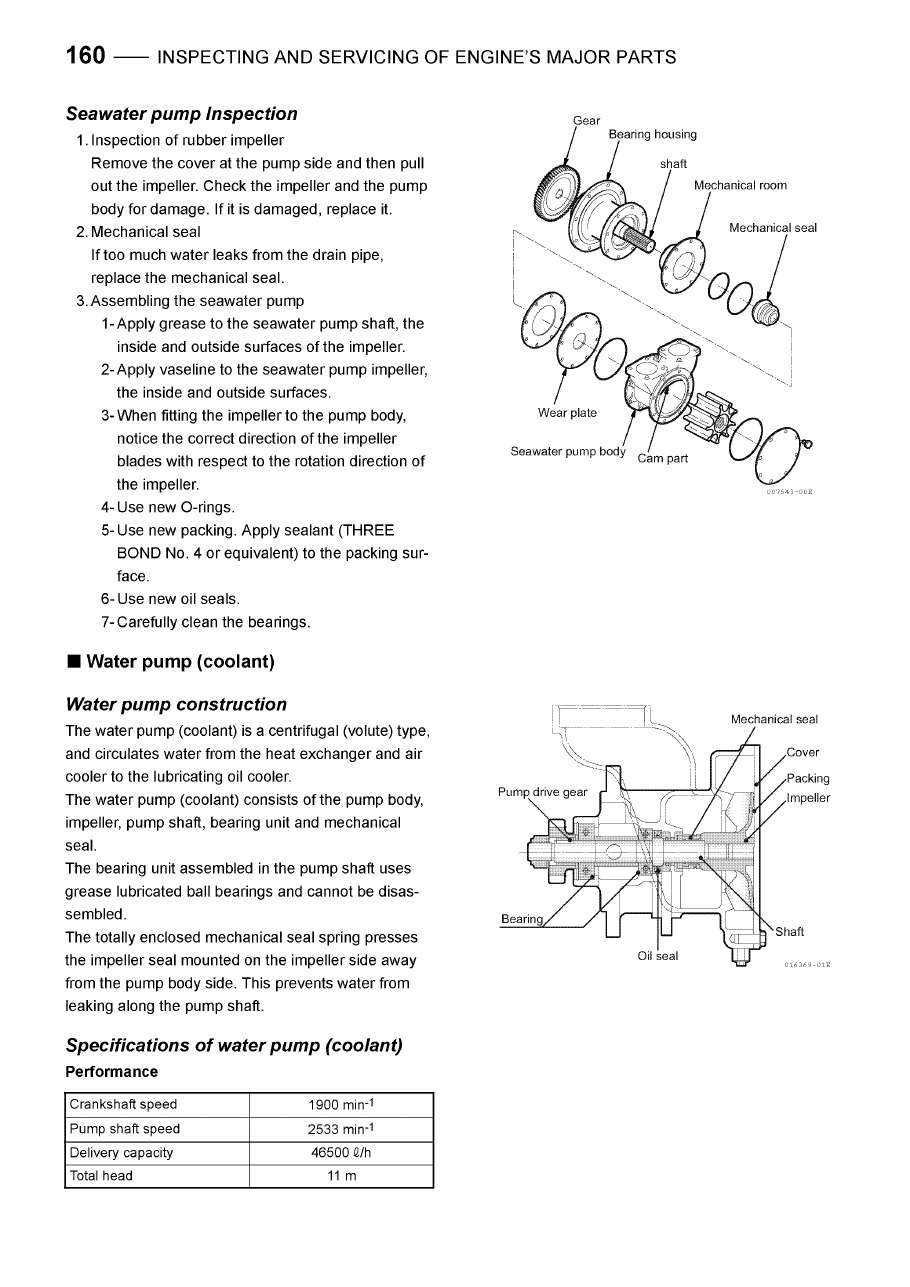 160 — INSPECTING AND SERVICING OF ENGINE'S MAJOR PARTS
Seawater pump Inspection
1. Inspection of rubber impeller
Remove the cover at the pump side and then pull
out the impeller. Check the impeller and the pump
body for damage. If it is damaged, replace it.
2. Mechanical seal
If too much water leaks from the drain pipe,
replace the mechanical seal.
3. Assembling the seawater pump
1- Apply grease to the seawater pump shaft, the
inside and outside surfaces of the impeller.
2- Apply vaseline to the seawater pump impeller,
the inside and outside surfaces.
3- When fitting the impeller to the pump body,
notice the correct direction of the impeller
blades with respect to the rotation direction of
the impeller.
4- Use new O-rings.
5- Use new packing. Apply sealant (THREE
BOND No. 4 or equivalent) to the packing sur-
face.
6- Use new oil seals.
7- Carefully clean the bearings.
Gear
Bearing housing
shaft
Mechanical room
Mechanical seal
Wear plate
Seawater pump body
Cam part
007543-00E
■ Water pump (coolant)
Water pump construction
The water pump (coolant) is a centrifugal (volute) type,
and circulates water from the heat exchanger and air
cooler to the lubricating oil cooler.
The water pump (coolant) consists of the pump body,
impeller, pump shaft, bearing unit and mechanical
seal.
The bearing unit assembled in the pump shaft uses
grease lubricated ball bearings and cannot be disas-
sembled.
The totally enclosed mechanical seal spring presses
the impeller seal mounted on the impeller side away
from the pump body side. This prevents water from
leaking along the pump shaft.
Mechanical seal
Cover
Packing
Pump drive gear
Impeller
Bearing
Shaft
Oil seal
016369-01E
Specifications of water pump (coolant)
Performance
Crankshaft speed 1900 min-1
Pump shaft speed 2533 min-1
Delivery capacity 46500 ℓ/h
Total head 11 m